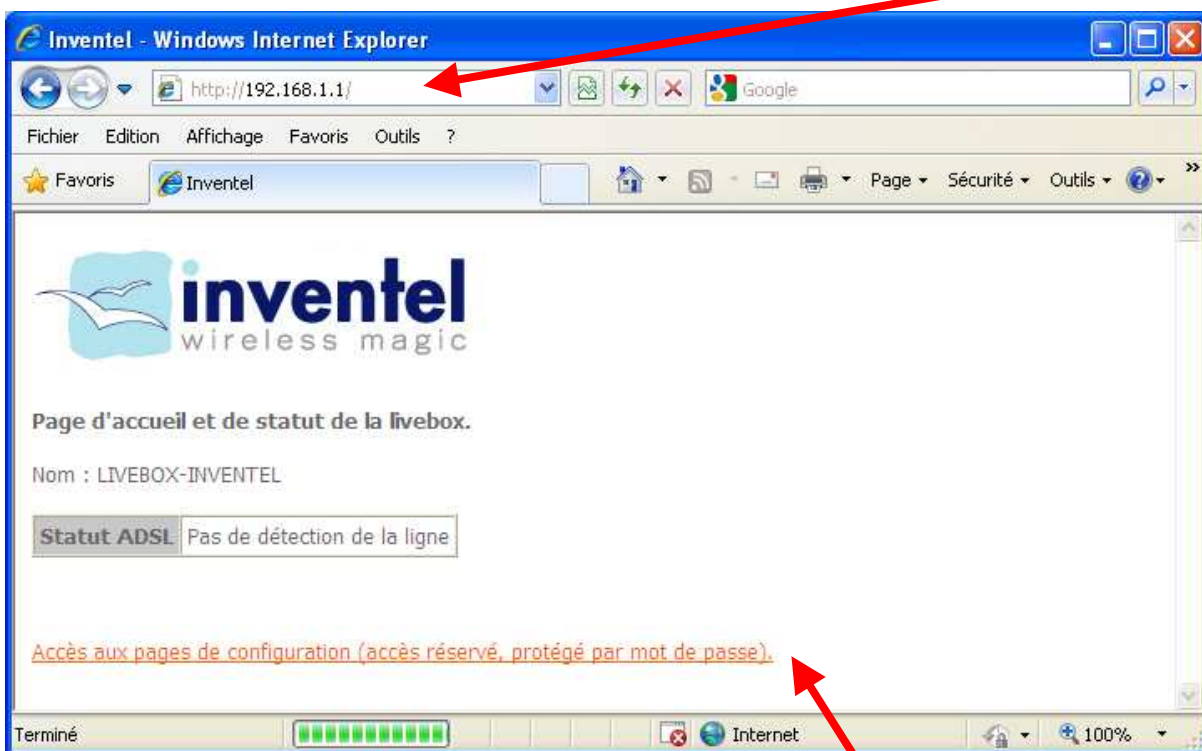 Inventel - Windows Internet Explorer
http://192.168.1.1/
Google
Fichier Edition Affichage Favoris Outils ?
Favoris Inventel Page Sécurité Outils »
inventel
wireless magic
Page d'accueil et de statut de la livebox.
Nom : LIVEBOX-INVENTEL
Statut ADSL Pas de détection de la ligne
Accès aux pages de configuration (accès réservé, protégé par mot de passe).
Terminé Internet 100%